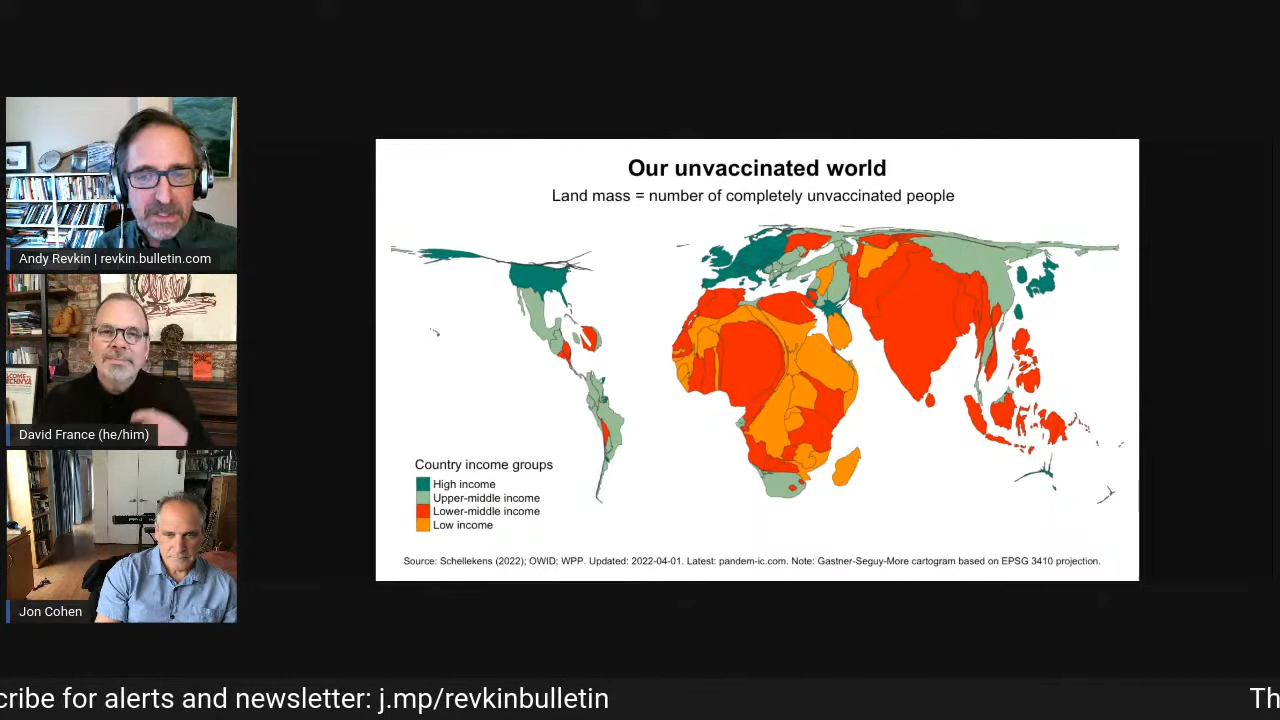 Andy Revkin | revkin.bulletin.com
David France (he/him)
Jon Cohen
Our unvaccinated world
Land mass = number of completely unvaccinated people
Country income groups
High income
Upper-middle income
Lower-middle income
Low income
Source: Schellekens (2022); OWID; WPP. Updated: 2022-04-01. Latest: pandem-ic.com. Note: Gastner-Seguy-More cartogram based on EPSG 3410 projection.
cribe for alerts and newsletter: j.mp/revkinbulletin
Th